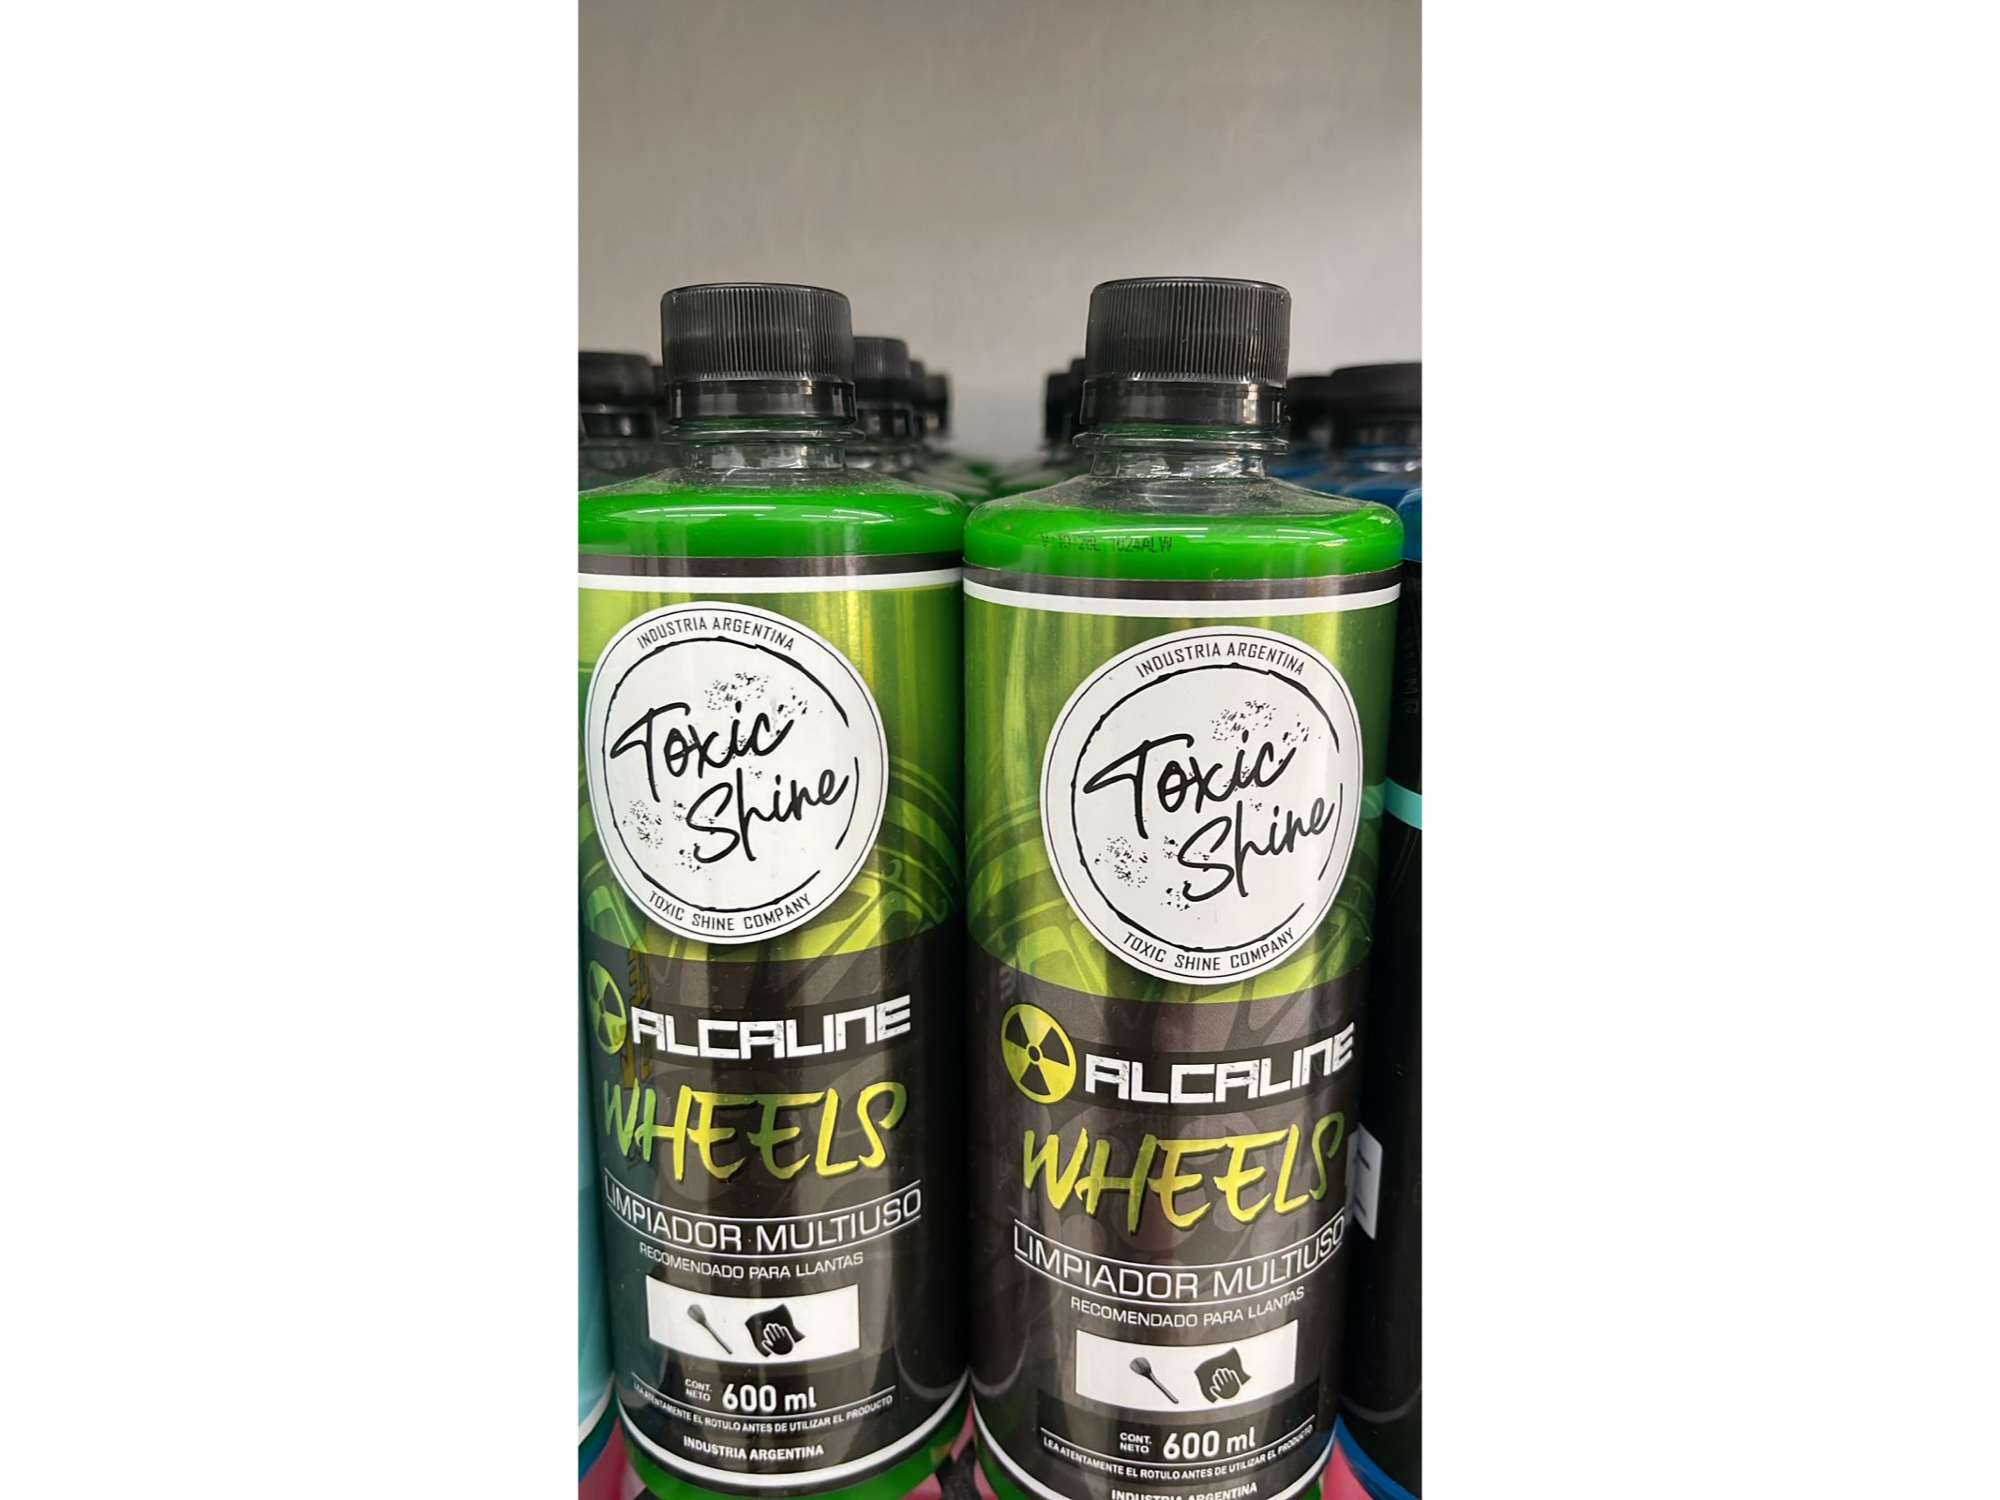 INDUSTRIA ARGENTINA
Toxic
Shine
TOXIC SHINE COMPANY
ALCALINE
WHEELS
LIMPIADOR MULTIUSO
RECOMENDADO PARA LLANTAS
CONT.
NETO 600 ml
LEA ATENTAMENTE EL ROTULO ANTES DE UTILIZAR EL PRODUCTO
INDUSTRIA ARGENTINA
INDUSTRIA ARGENTINA
Toxic
Shine
TOXIC SHINE COMPANY
ALCALINE
WHEELS
LIMPIADOR MULTIUSO
RECOMENDADO PARA LLANTAS
CONT.
NETO 600 ml
LEA ATENTAMENTE EL ROTULO ANTES DE UTILIZAR EL PRODUCTO
INDUSTRIA ARGENTINA